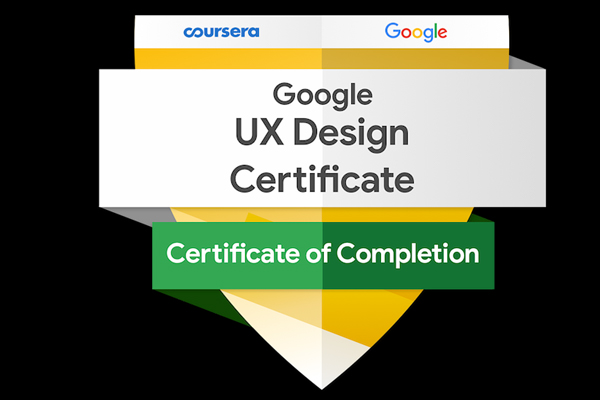 coursera Google
Google
UX Design
Certificate
Certificate of Completion